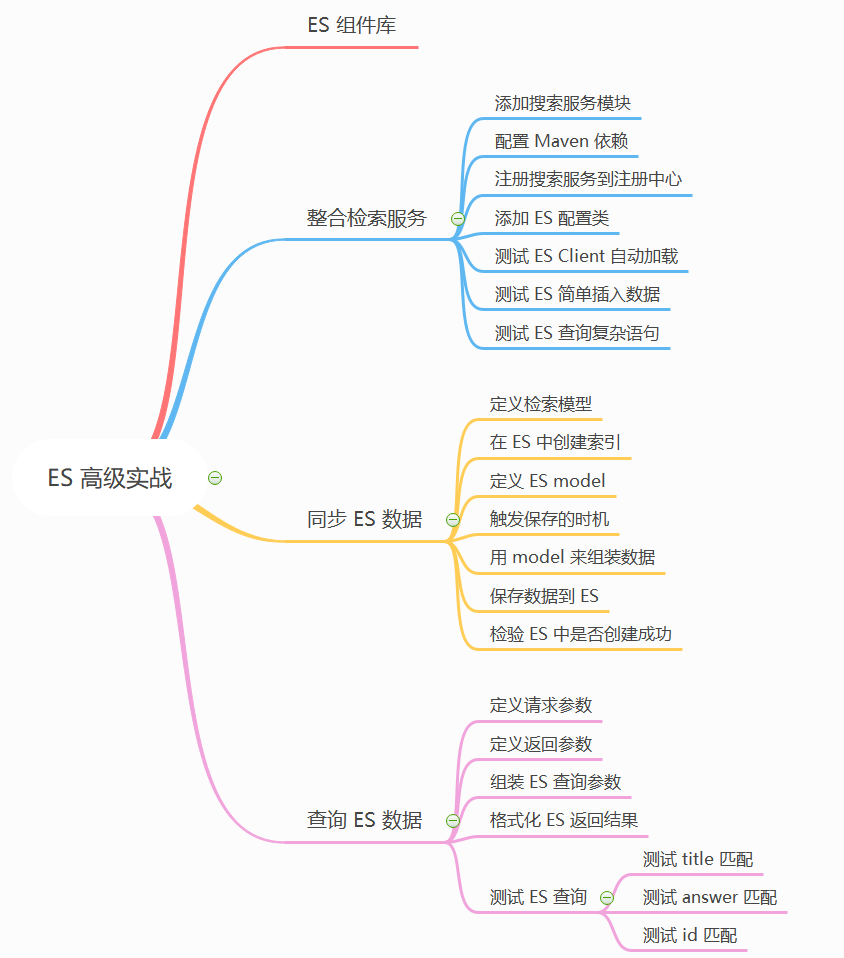 ES 组件库
添加搜索服务模块
配置 Maven 依赖
注册搜索服务到注册中心
整合检索服务
添加 ES 配置类
测试 ES Client 自动加载
测试 ES 简单插入数据
测试 ES 查询复杂语句
定义检索模型
在 ES 中创建索引
ES 高级实战
定义 ES model
同步 ES 数据
触发保存的时机
用 model 来组装数据
保存数据到 ES
检验 ES 中是否创建成功
定义请求参数
定义返回参数
组装 ES 查询参数
查询 ES 数据
格式化 ES 返回结果
测试 title 匹配
测试 ES 查询
测试 answer 匹配
测试 id 匹配